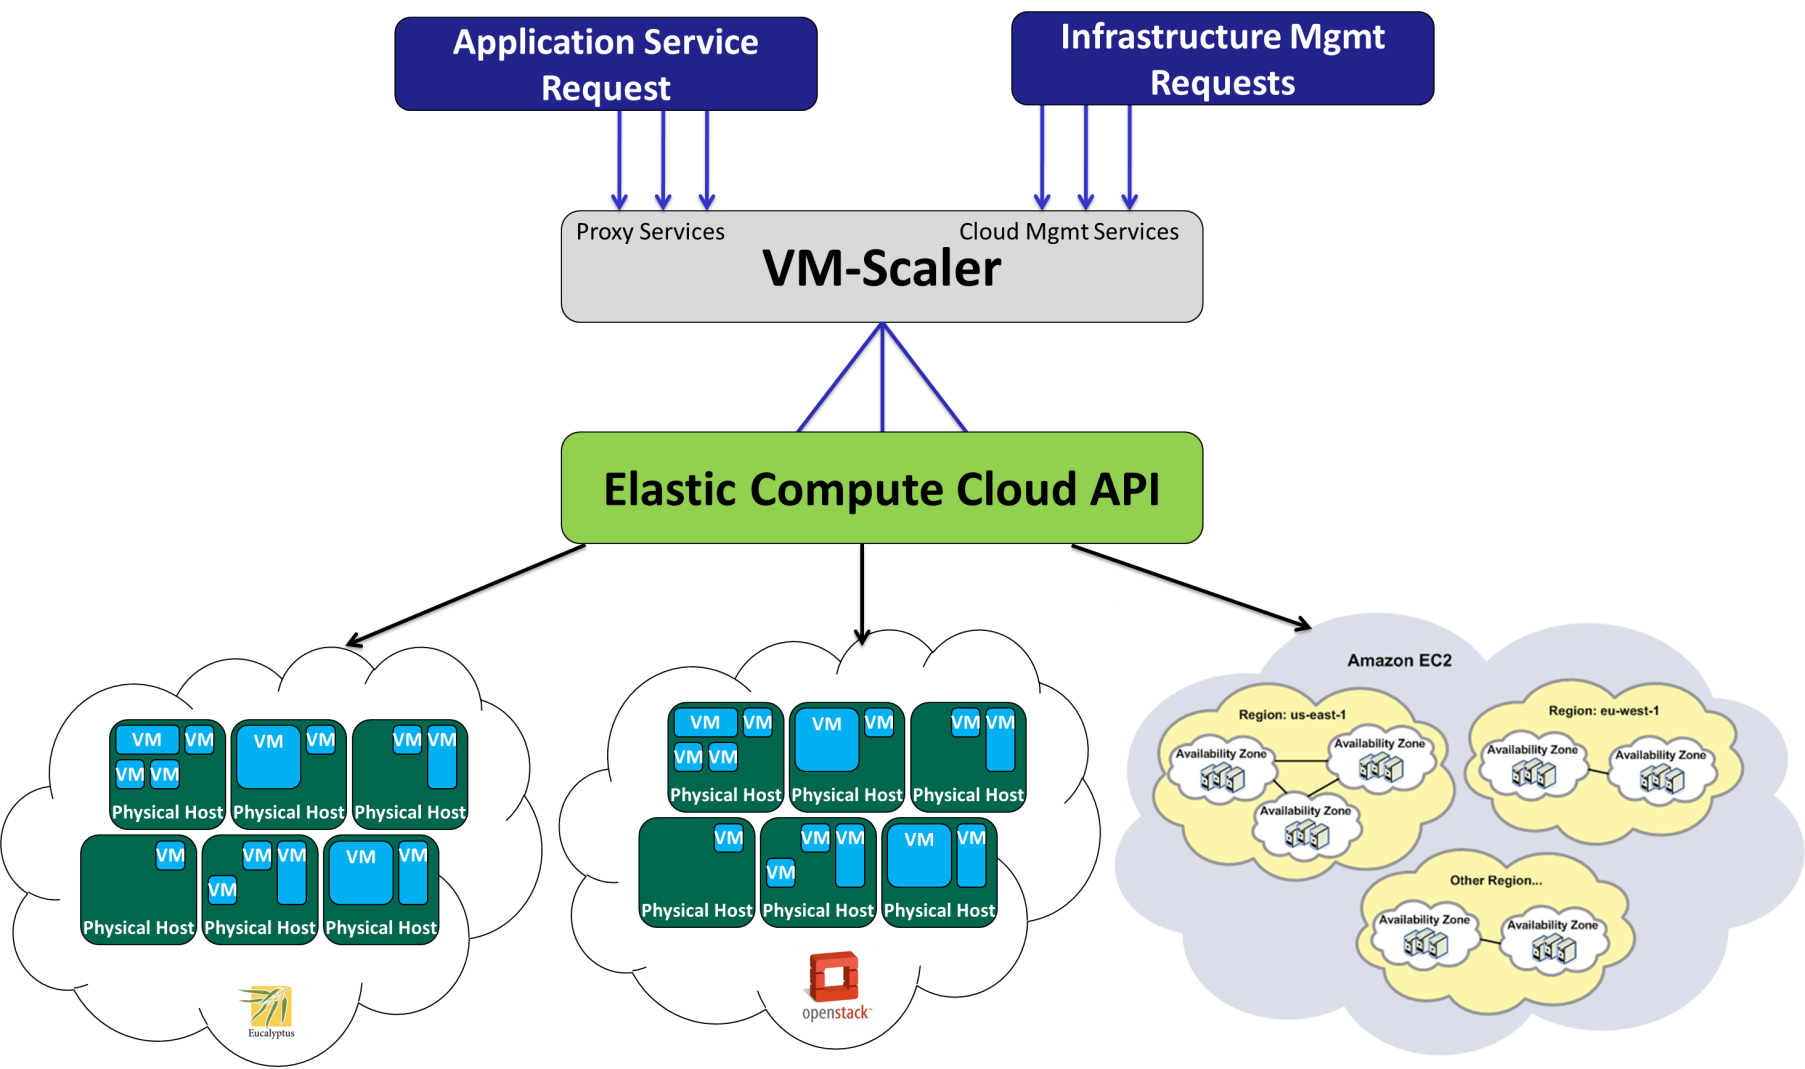 Application Service
Request
Infrastructure Mgmt
Requests
Proxy Services
Cloud Mgmt Services
VM-Scaler
Elastic Compute Cloud API
VM VM
VM VM
Physical Host
VM VM
Physical Host
VM VM
Physical Host
VM
Physical Host
VM VM
VM
Physical Host
VM VM
Physical Host
Eucalyptus
VM VM
VM VM
Physical Host
VM VM
Physical Host
VM VM
Physical Host
VM
Physical Host
VM VM
VM
Physical Host
VM VM
Physical Host
openstack™
Amazon EC2
Region: us-east-1
Availability Zone
Availability Zone
Availability Zone
Region: eu-west-1
Availability Zone
Availability Zone
Other Region...
Availability Zone
Availability Zone